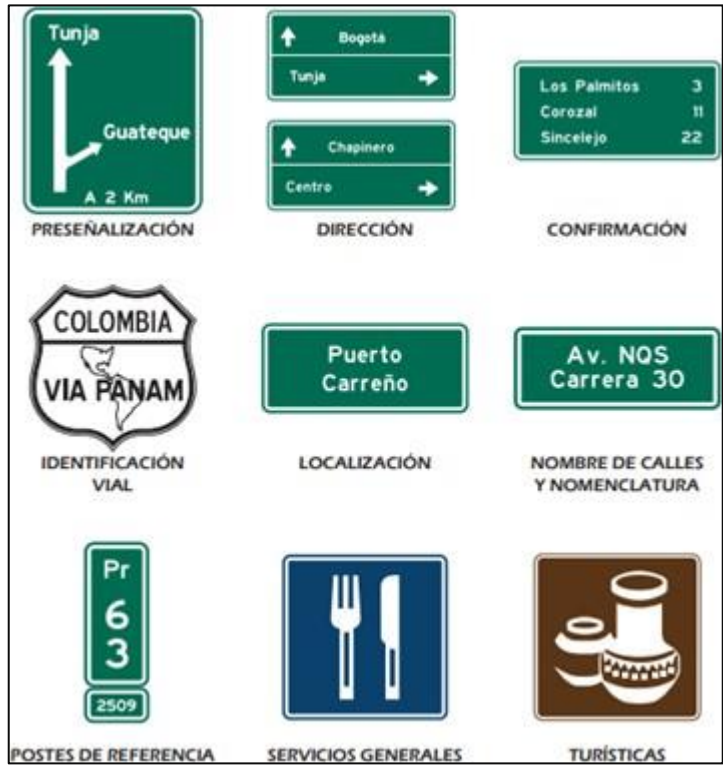 Tunja
Guateque
A 2 Km
PRESEÑALIZACIÓN
Bogotá
Tunja
Chapinero
Centro
DIRECCIÓN
Los Palmitos 3
Corozal 11
Sincelejo 22
CONFIRMACIÓN
COLOMBIA
VIA PANAM
IDENTIFICACIÓN
VIAL
Puerto
Carreño
LOCALIZACIÓN
Av. NQS
Carrera 30
NOMBRE DE CALLES
Y NOMENCLATURA
Pr
6
3
2509
POSTES DE REFERENCIA
SERVICIOS GENERALES
TURÍSTICAS